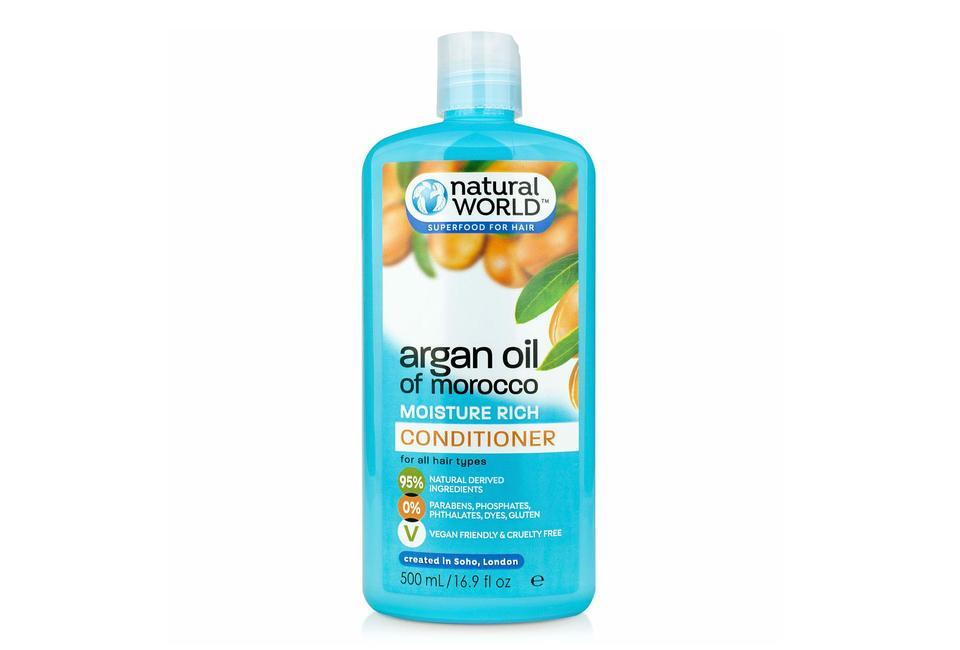 natural
WORLD™
SUPERFOOD FOR HAIR
argan oil
of morocco
MOISTURE RICH
CONDITIONER
for all hair types
95% NATURAL DERIVED
INGREDIENTS
0% PARABENS, PHOSPHATES,
PHTHALATES, DYES, GLUTEN
V VEGAN FRIENDLY & CRUELTY FREE
created in Soho, London
500 mL/16.9 fl oz ℮